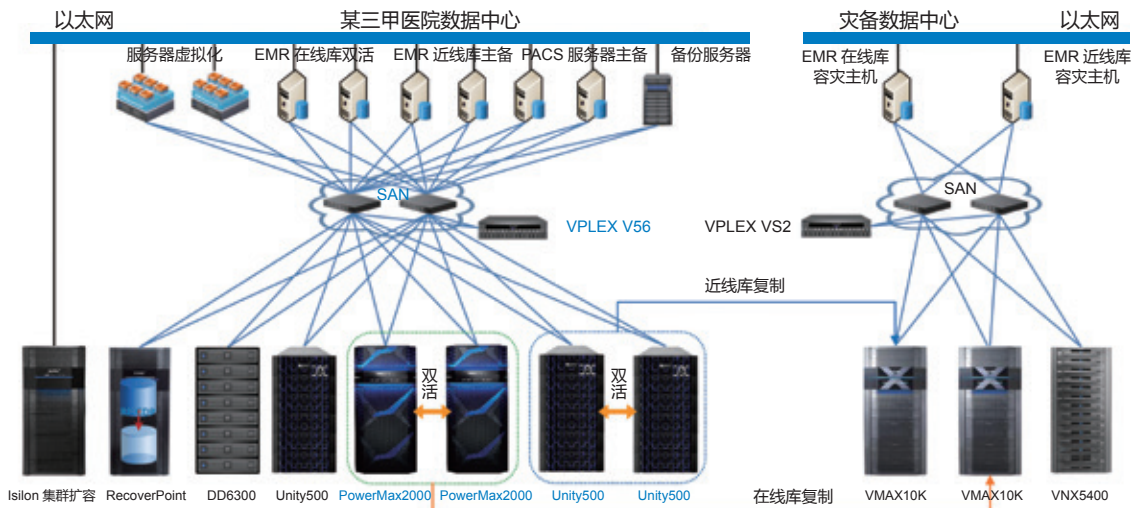 以太网
某三甲医院数据中心
灾备数据中心
以太网
服务器虚拟化
EMR 在线库双活
EMR 近线库主备
PACS 服务器主备
备份服务器
EMR 在线库
容灾主机
EMR 近线库
容灾主机
SAN
SAN
VPLEX V56
VPLEX VS2
近线库复制
双
活
双
活
Isilon 集群扩容
RecoverPoint
DD6300
Unity500
PowerMax2000
PowerMax2000
Unity500
Unity500
在线库复制
VMAX10K
VMAX10K
VNX5400